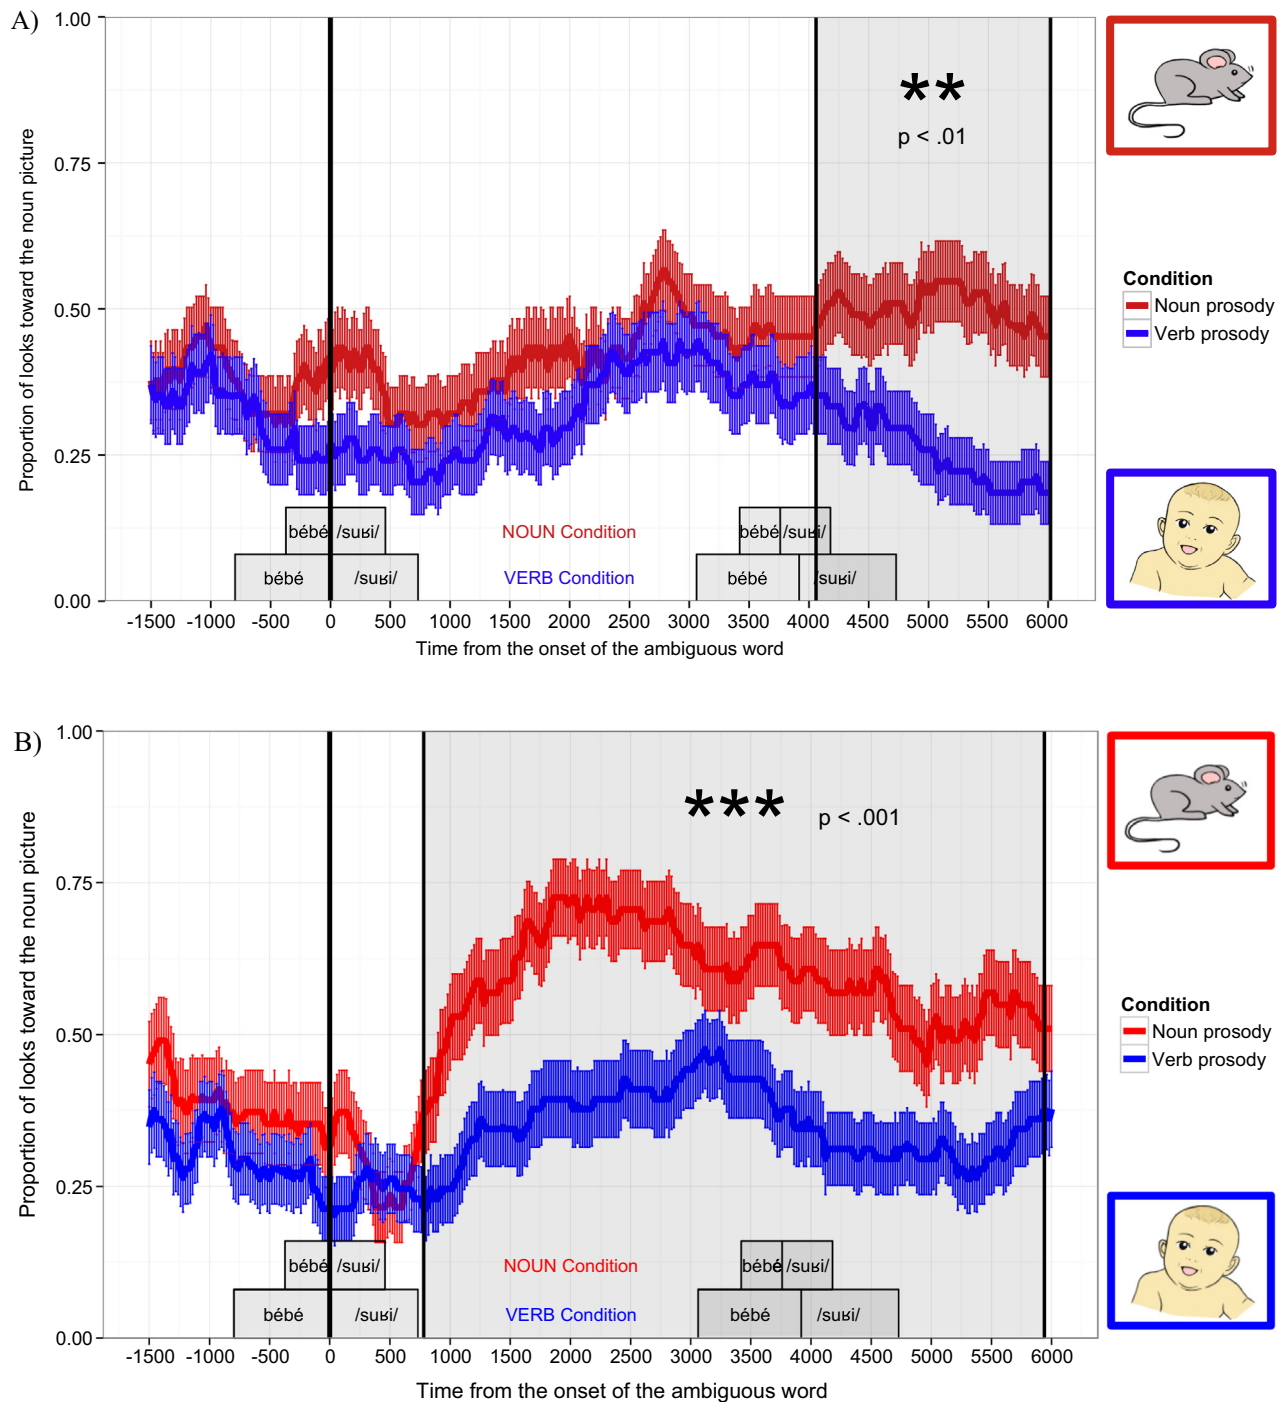 A)
1.00
0.75
0.50
0.25
0.00
Proportion of looks toward the noun picture
**
p < .01
Condition
Noun prosody
Verb prosody
bébé /suʁi/ NOUN Condition bébé /suʁi/
bébé /suʁi/ VERB Condition bébé /suʁi/
-1500 -1000 -500 0 500 1000 1500 2000 2500 3000 3500 4000 4500 5000 5500 6000
Time from the onset of the ambiguous word
B)
1.00
0.75
0.50
0.25
0.00
Proportion of looks toward the noun picture
***
p < .001
Condition
Noun prosody
Verb prosody
bébé /suʁi/ NOUN Condition bébé /suʁi/
bébé /suʁi/ VERB Condition bébé /suʁi/
-1500 -1000 -500 0 500 1000 1500 2000 2500 3000 3500 4000 4500 5000 5500 6000
Time from the onset of the ambiguous word